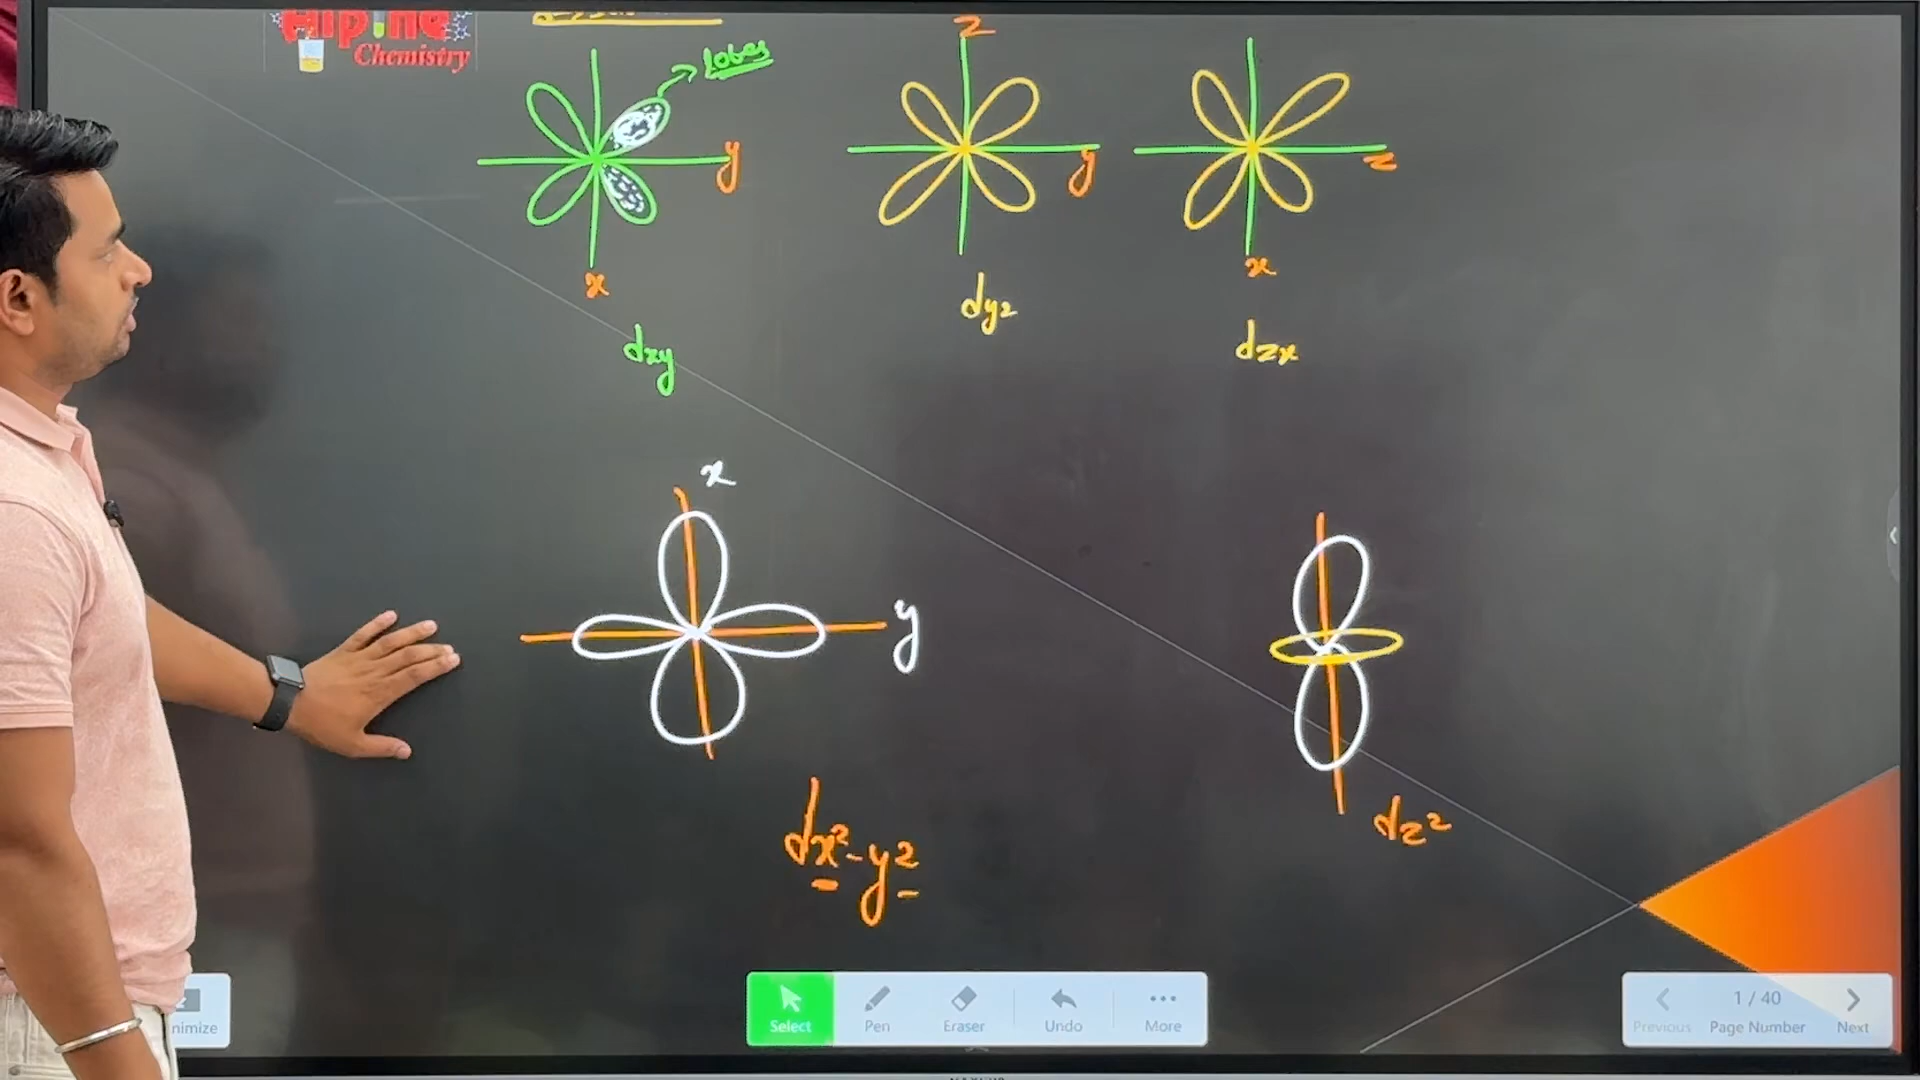 Alpine
Chemistry
lobes
z
y
y
z
x
x
dxy
dyz
dzx
x
y
dx²-y²
dz²
nimize
Select
Pen
Eraser
Undo
More
1 / 40
Previous
Page Number
Next